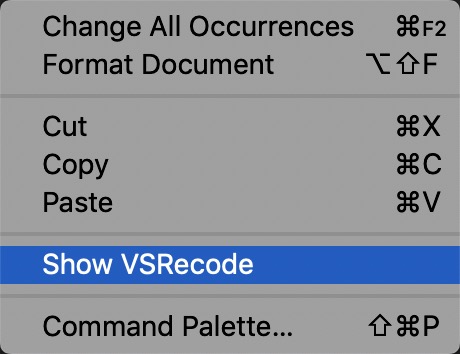 Change All Occurrences ⌘F2
Format Document ⌥⇧F
Cut ⌘X
Copy ⌘C
Paste ⌘V
Show VSRecode
Command Palette... ⇧⌘P